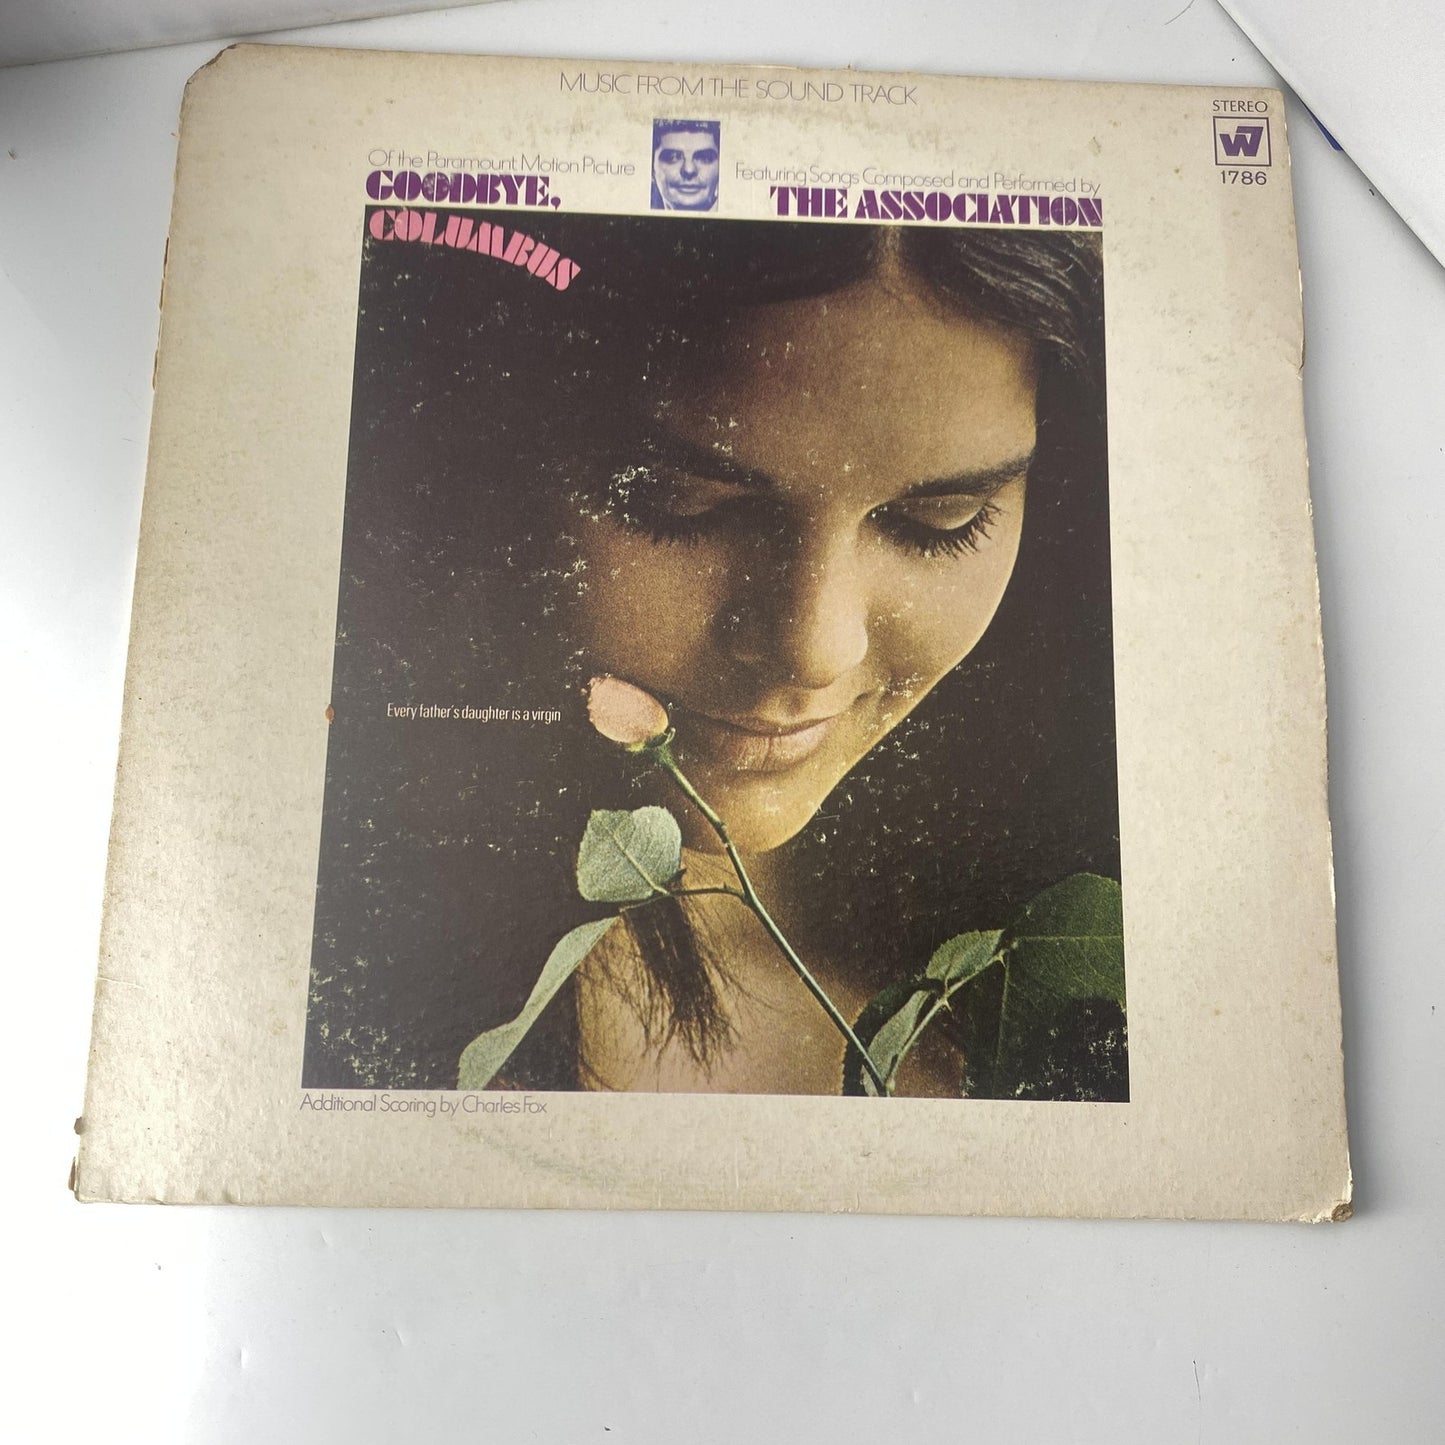 MUSIC FROM THE SOUND TRACK
STEREO
W7
1786
Of the Paramount Motion Picture
GOODBYE,
COLUMBUS
Featuring Songs Composed and Performed by
THE ASSOCIATION
Every father's daughter is a virgin
Additional Scoring by Charles Fox